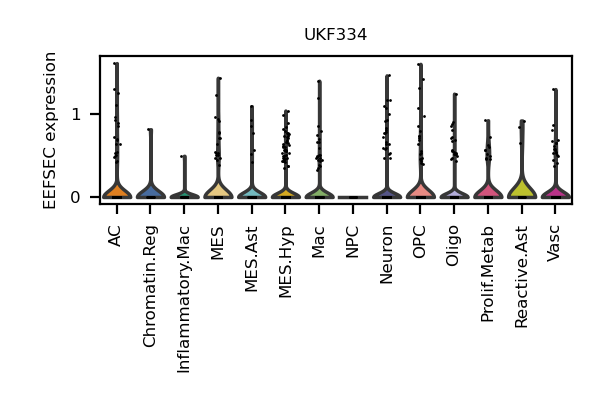 UKF334
EEFSEC expression
1
0
AC
Chromatin.Reg
Inflammatory.Mac
MES
MES.Ast
MES.Hyp
Mac
NPC
Neuron
OPC
Oligo
Prolif.Metab
Reactive.Ast
Vasc